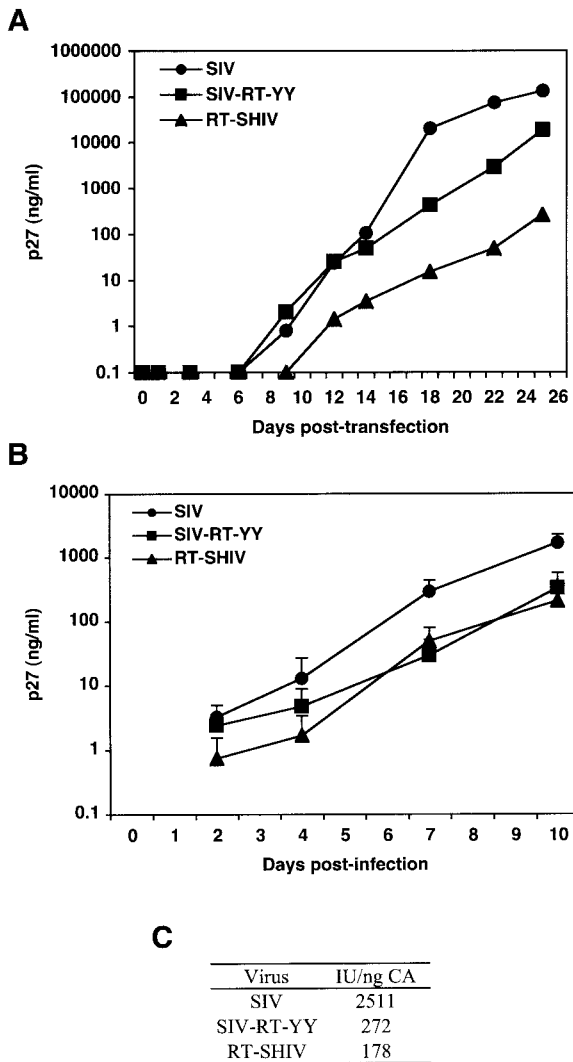 A
1000000
100000
10000
1000
100
10
1
0.1
p27 (ng/ml)
SIV
SIV-RT-YY
RT-SHIV
0 2 4 6 8 10 12 14 16 18 20 22 24 26
Days post-transfection
B
10000
1000
100
10
1
0.1
p27 (ng/ml)
SIV
SIV-RT-YY
RT-SHIV
0 1 2 3 4 5 6 7 8 9 10
Days post-infection
C
Virus IU/ng CA
SIV 2511
SIV-RT-YY 272
RT-SHIV 178